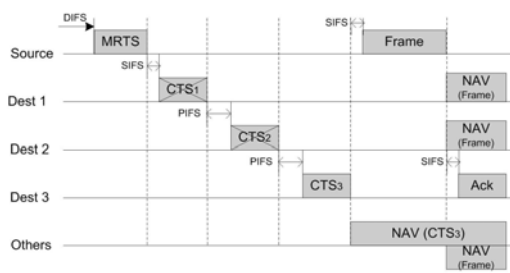 DIFS
SIFS
MRTS
Frame
Source
SIFS
CTS1
NAV
(Frame)
Dest 1
PIFS
CTS2
NAV
(Frame)
Dest 2
PIFS
SIFS
CTS3
Ack
Dest 3
NAV (CTS3)
Others
NAV
(Frame)